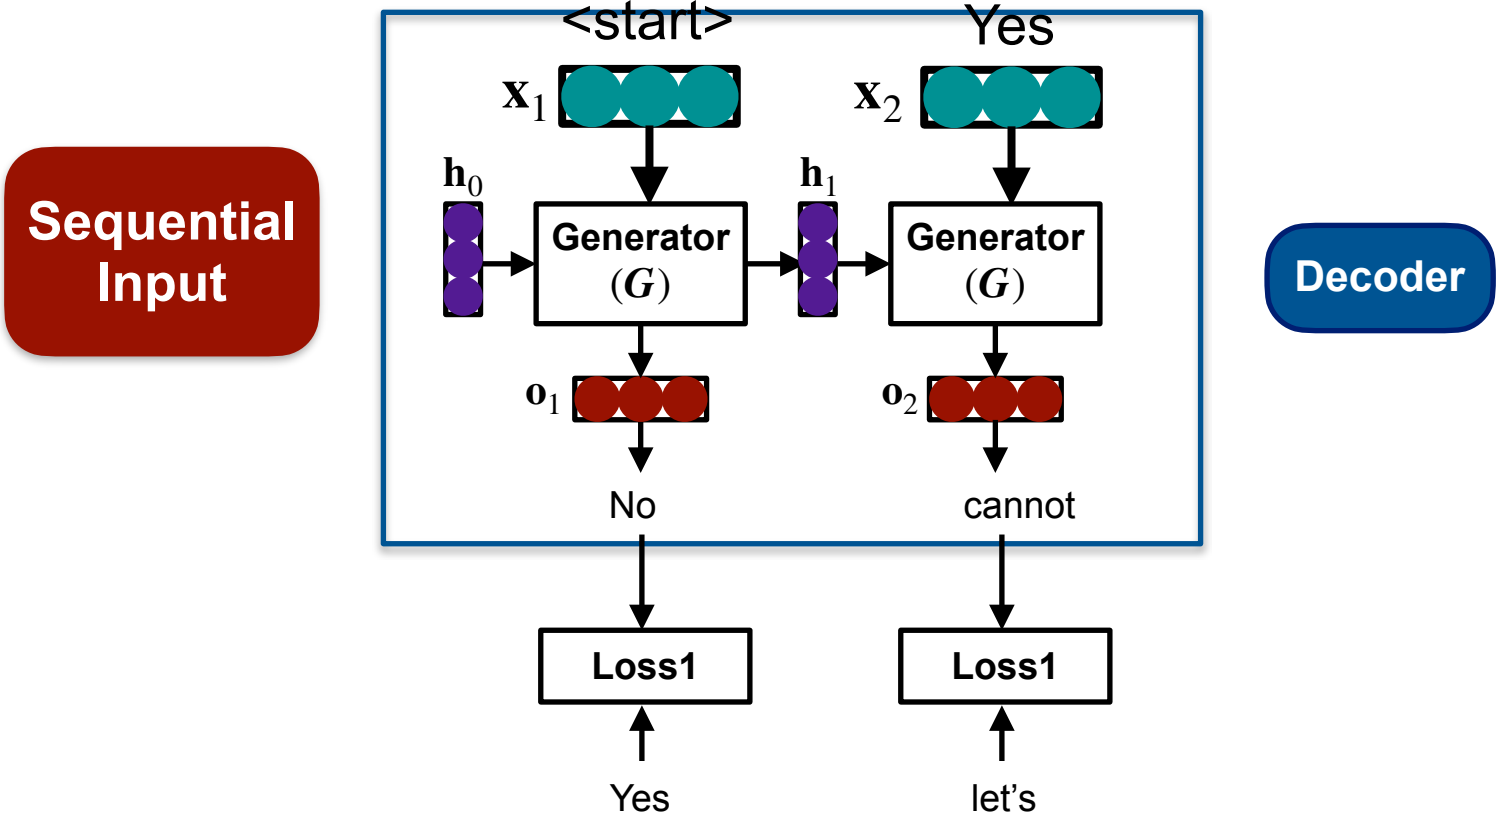 <start>
Yes
x1
x2
h0
h1
Sequential
Input
Generator
(G)
Generator
(G)
Decoder
o1
o2
No
cannot
Loss1
Loss1
Yes
let's